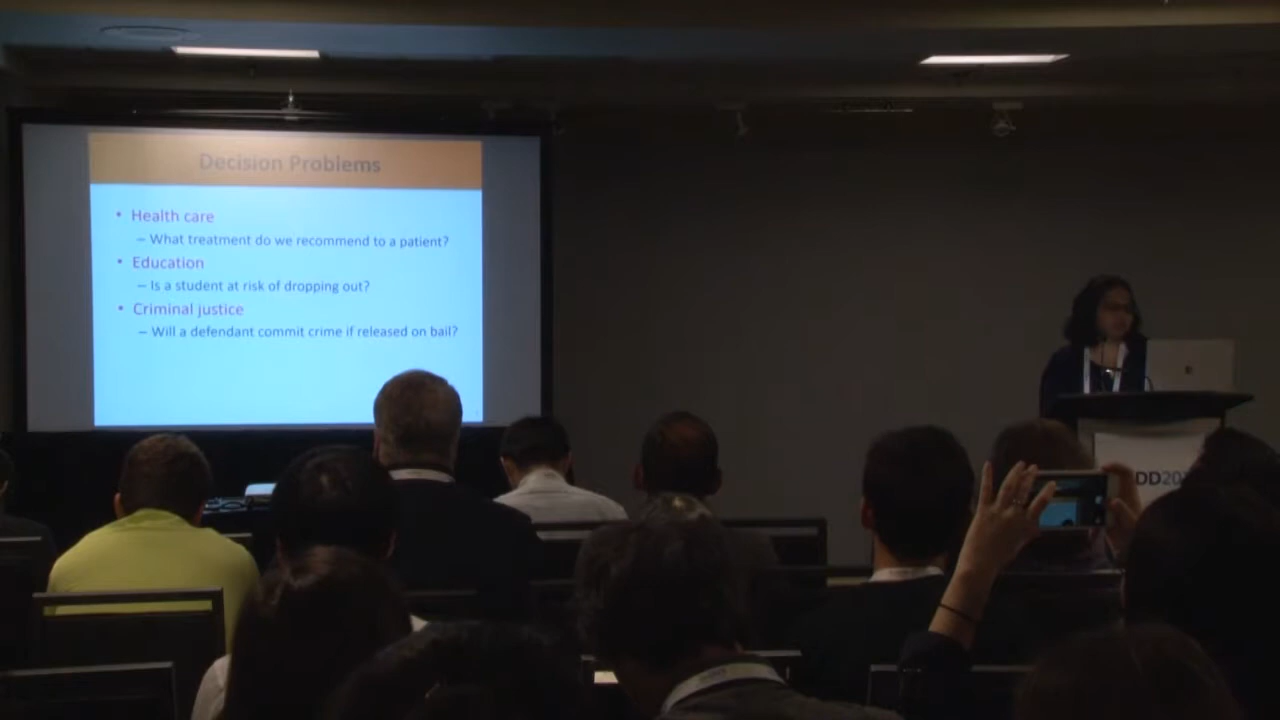 Decision Problems
• Health care
– What treatment do we recommend to a patient?
• Education
– Is a student at risk of dropping out?
• Criminal justice
– Will a defendant commit crime if released on bail?
DD20